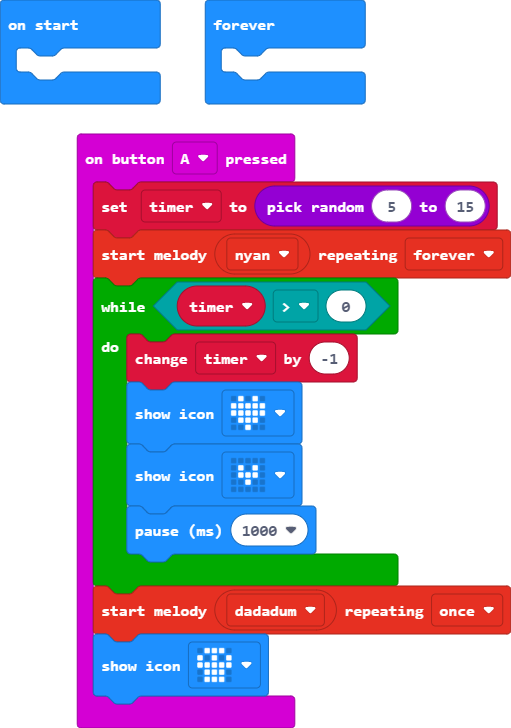 on start
forever
on button A pressed
set timer to pick random 5 to 15
start melody nyan repeating forever
while timer > 0
do
change timer by -1
show icon
show icon
pause (ms) 1000
start melody dadadum repeating once
show icon